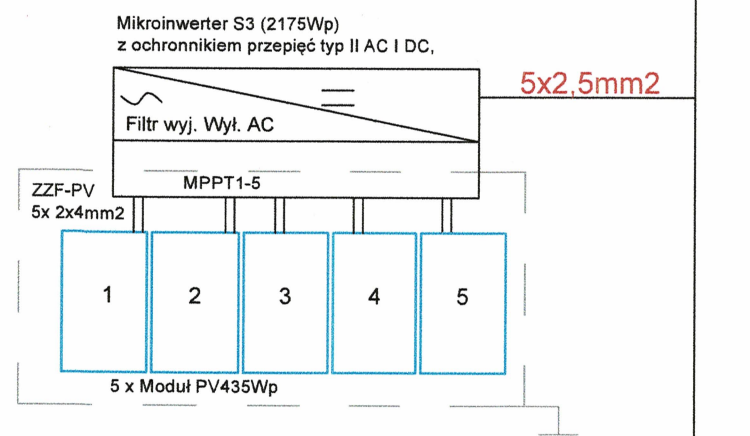 Mikroinwerter S3 (2175Wp)
z ochronnikiem przepięć typ II AC I DC,
5x2,5mm2
Filtr wyj. Wył. AC
MPPT1-5
ZZF-PV
5x 2x4mm2
1 2 3 4 5
5 x Moduł PV435Wp